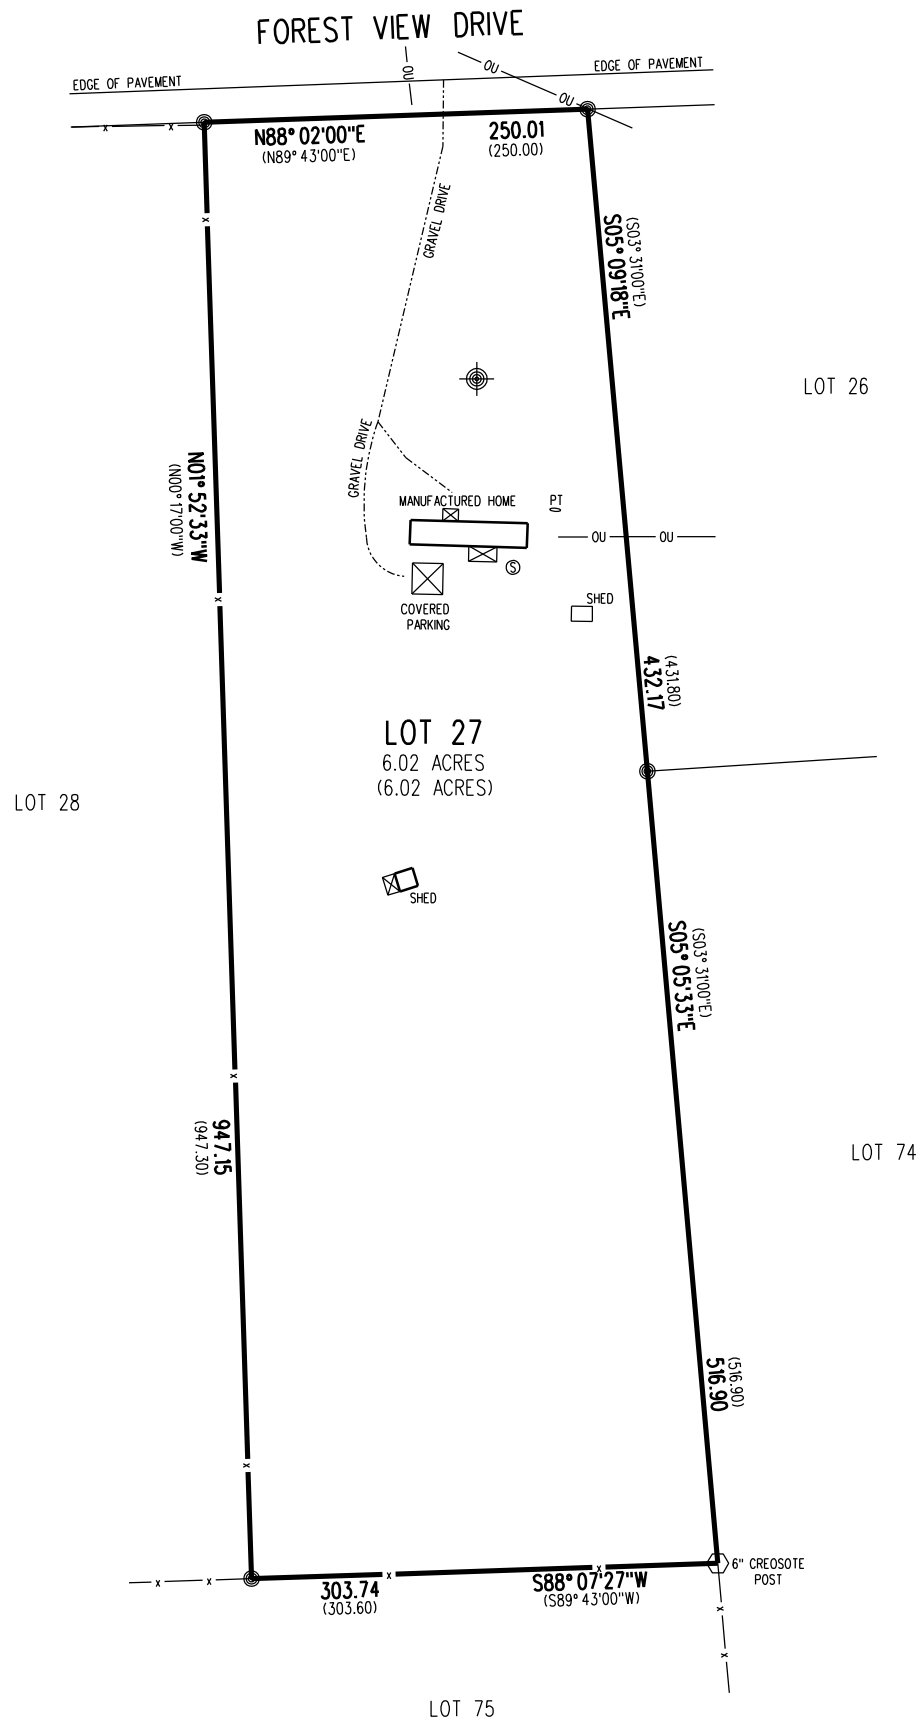 FOREST VIEW DRIVE
EDGE OF PAVEMENT
EDGE OF PAVEMENT
OU
OU
OU
x
x
N88°02'00"E
(N89°43'00"E)
250.01
(250.00)
x
GRAVEL DRIVE
(S03°31'00"E)
S05°09'18"E
LOT 26
GRAVEL DRIVE
N01°52'33"W
(N00°17'00"W)
MANUFACTURED HOME
PT
OU
OU
S
x
COVERED
PARKING
SHED
(431.80)
432.17
LOT 27
6.02 ACRES
(6.02 ACRES)
LOT 28
SHED
(S03°31'00"E)
S05°05'33"E
x
947.15
(947.30)
LOT 74
(516.90)
516.90
x
x
x
x
x
6" CREOSOTE
POST
303.74
(303.60)
S88°07'27"W
(S89°43'00"W)
x
x
LOT 75